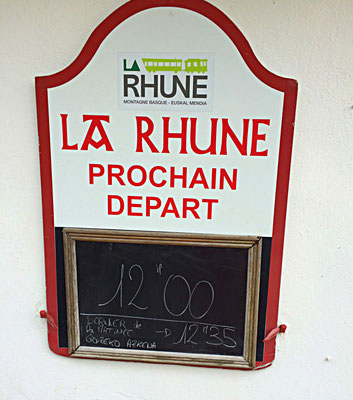 LA
RHUNE
MONTAGNE BASQUE - EUSKAL MENDIA
LA RHUNE
PROCHAIN
DEPART
12H00
DERNIER de
la MATINÉE → 12H35
GOIZEKO AZKENA